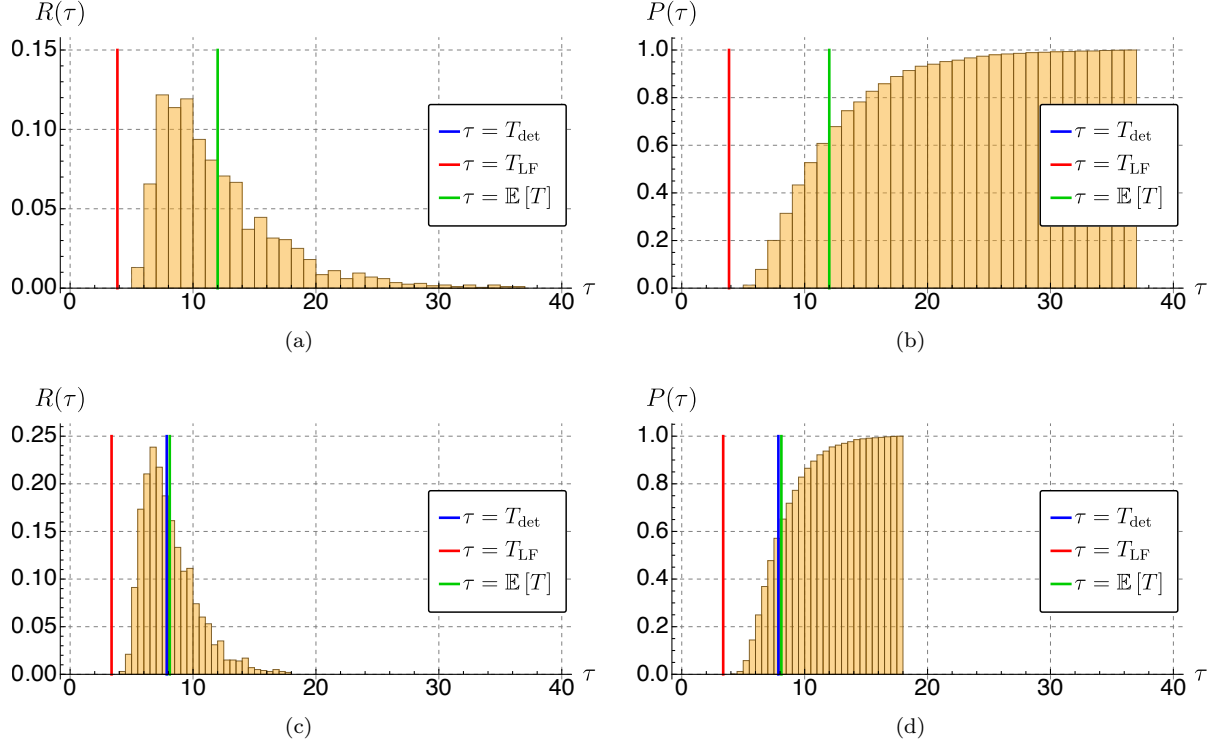 R(τ)
0.15
0.10
0.05
0.00
0 10 20 30 40 τ
τ = T_det
τ = T_LF
τ = 𝔼 [T]
(a)
P(τ)
1.0
0.8
0.6
0.4
0.2
0.0
0 10 20 30 40 τ
τ = T_det
τ = T_LF
τ = 𝔼 [T]
(b)
R(τ)
0.25
0.20
0.15
0.10
0.05
0.00
0 10 20 30 40 τ
τ = T_det
τ = T_LF
τ = 𝔼 [T]
(c)
P(τ)
1.0
0.8
0.6
0.4
0.2
0.0
0 10 20 30 40 τ
τ = T_det
τ = T_LF
τ = 𝔼 [T]
(d)